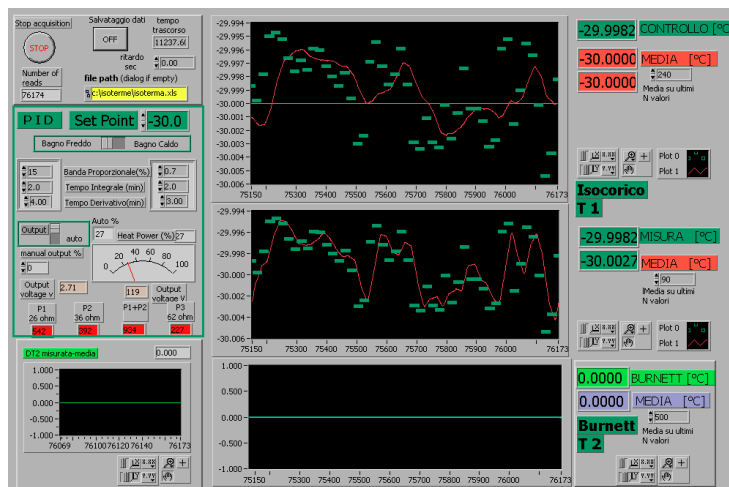 Stop acquisition
STOP
Number of
reads
76174
Salvataggio dati
OFF
tempo
trascorso
11237.6
ritardo
sec
0.00
file path (dialog if empty)
c:\isoterme\isoterma.xls
PID
Set Point
-30.0
Bagno Freddo
Bagno Caldo
15
Banda Proporzionale(%)
0.7
2.0
Tempo Integrale (min)
2.0
4.00
Tempo Derivativo(min)
3.00
Output
auto
Auto %
27
Heat Power (%)
27
manual output %
0
0 20 40 60 80 100
Output
voltage V
2.71
119
Output
voltage V
P1
26 ohm
542
P2
36 ohm
392
P1+P2
934
P3
62 ohm
227
DT2 misurata-media
0.000
1.000
0.500
0.000
-0.500
-1.000
76069 76100 76120 76140 76173
-29.994
-29.995
-29.996
-29.997
-29.998
-29.999
-30.000
-30.001
-30.002
-30.003
-30.004
-30.005
-30.006
75150 75300 75400 75500 75600 75700 75800 75900 76000 76173
-29.994
-29.996
-29.998
-30.000
-30.002
-30.004
-30.006
75150 75300 75400 75500 75600 75700 75800 75900 76000 76173
1.000
0.500
0.000
-0.500
-1.000
75150 75300 75400 75500 75600 75700 75800 75900 76000 76173
-29.9982
CONTROLLO [ºC]
-30.0000
MEDIA [ºC]
-30.0000
240
Media su ultimi
N valori
Plot 0
Plot 1
Isocorico
T 1
-29.9982
MISURA [ºC]
-30.0027
MEDIA [ºC]
90
Media su ultimi
N valori
Plot 0
Plot 1
0.0000
BURNETT [ºC]
0.0000
MEDIA [ºC]
500
Burnett
T 2
Media su ultimi
N valori